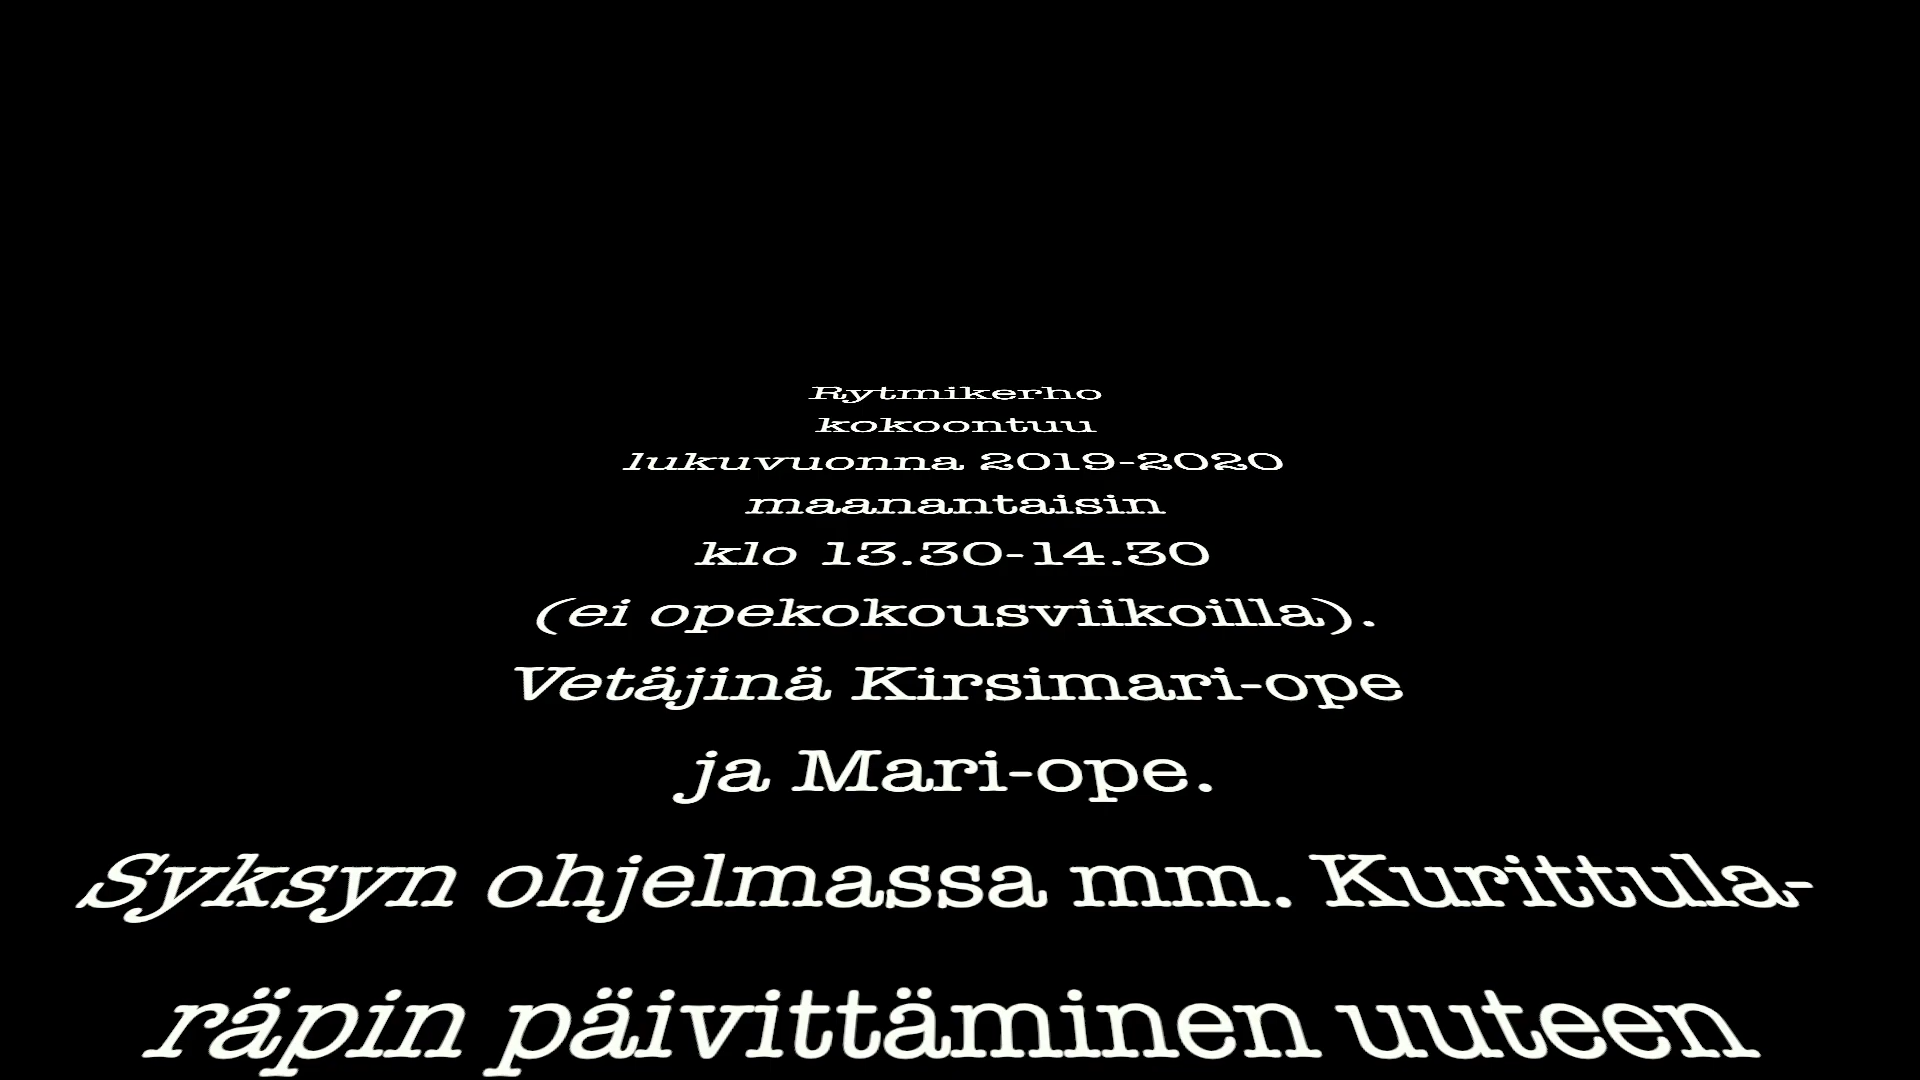 Rytmikerho
kokoontuu
lukuvuonna 2019-2020
maanantaisin
klo 13.30-14.30
(ei opekokousviikoilla).
Vetäjinä Kirsimari-ope
ja Mari-ope.
Syksyn ohjelmassa mm. Kurittula-
räpin päivittäminen uuteen